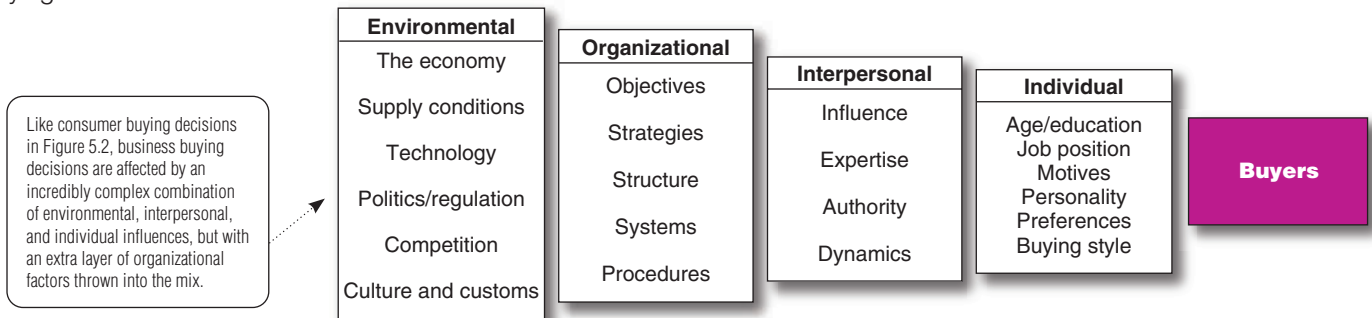 Like consumer buying decisions
in Figure 5.2, business buying
decisions are affected by an
incredibly complex combination
of environmental, interpersonal,
and individual influences, but with
an extra layer of organizational
factors thrown into the mix.
Environmental
The economy
Supply conditions
Technology
Politics/regulation
Competition
Culture and customs
Organizational
Objectives
Strategies
Structure
Systems
Procedures
Interpersonal
Influence
Expertise
Authority
Dynamics
Individual
Age/education
Job position
Motives
Personality
Preferences
Buying style
Buyers